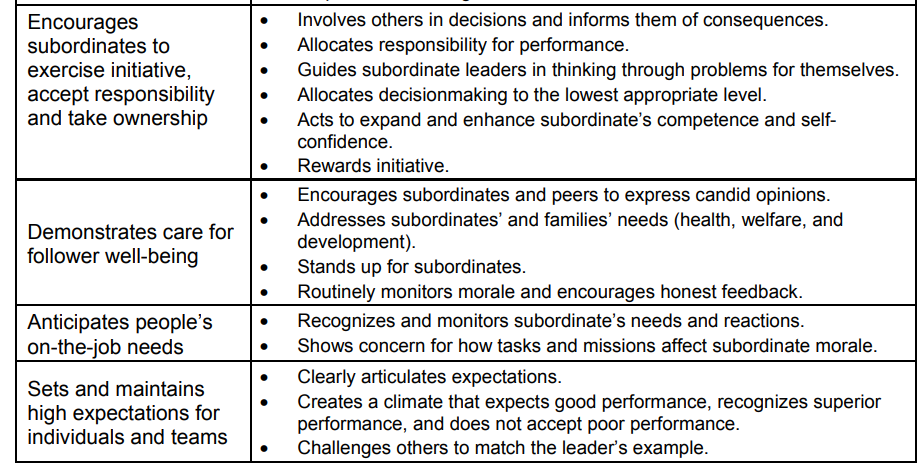 Encourages
subordinates to
exercise initiative,
accept responsibility
and take ownership
• Involves others in decisions and informs them of consequences.
• Allocates responsibility for performance.
• Guides subordinate leaders in thinking through problems for themselves.
• Allocates decisionmaking to the lowest appropriate level.
• Acts to expand and enhance subordinate’s competence and self-
confidence.
• Rewards initiative.
Demonstrates care for
follower well-being
• Encourages subordinates and peers to express candid opinions.
• Addresses subordinates’ and families’ needs (health, welfare, and
development).
• Stands up for subordinates.
• Routinely monitors morale and encourages honest feedback.
Anticipates people’s
on-the-job needs
• Recognizes and monitors subordinate’s needs and reactions.
• Shows concern for how tasks and missions affect subordinate morale.
Sets and maintains
high expectations for
individuals and teams
• Clearly articulates expectations.
• Creates a climate that expects good performance, recognizes superior
performance, and does not accept poor performance.
• Challenges others to match the leader’s example.